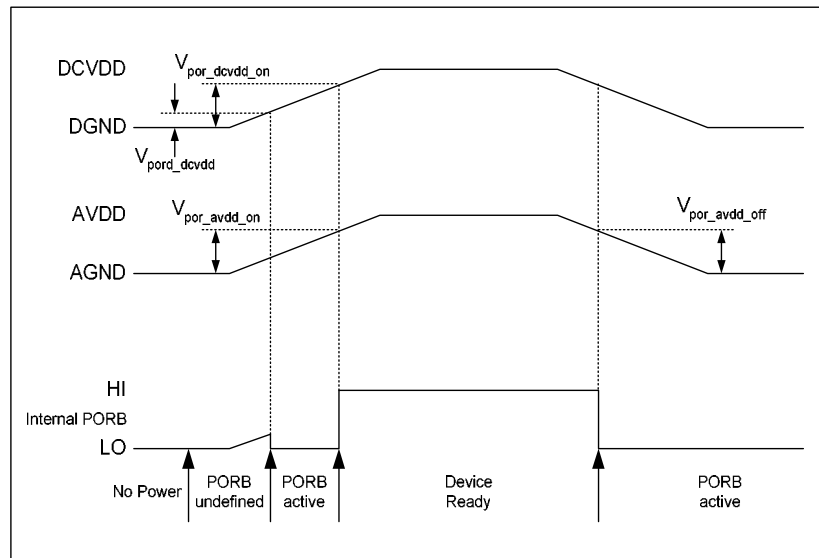 DCVDD
V_por_dcvdd_on
DGND
V_pord_dcvdd
AVDD
V_por_avdd_on
V_por_avdd_off
AGND
HI
Internal PORB
LO
No Power
PORB
undefined
PORB
active
Device
Ready
PORB
active